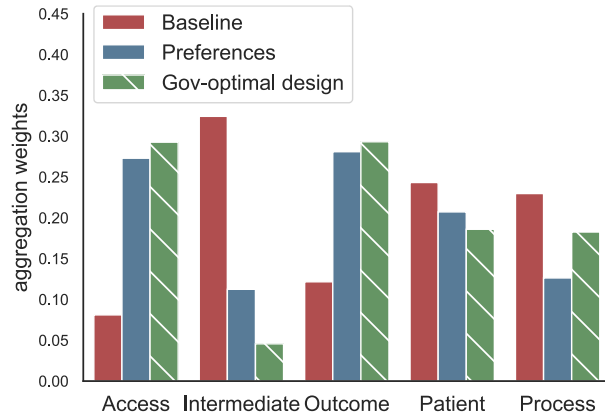 0.45
0.40
0.35
0.30
0.25
0.20
0.15
0.10
0.05
0.00
aggregation weights
Baseline
Preferences
Gov-optimal design
Access Intermediate Outcome Patient Process